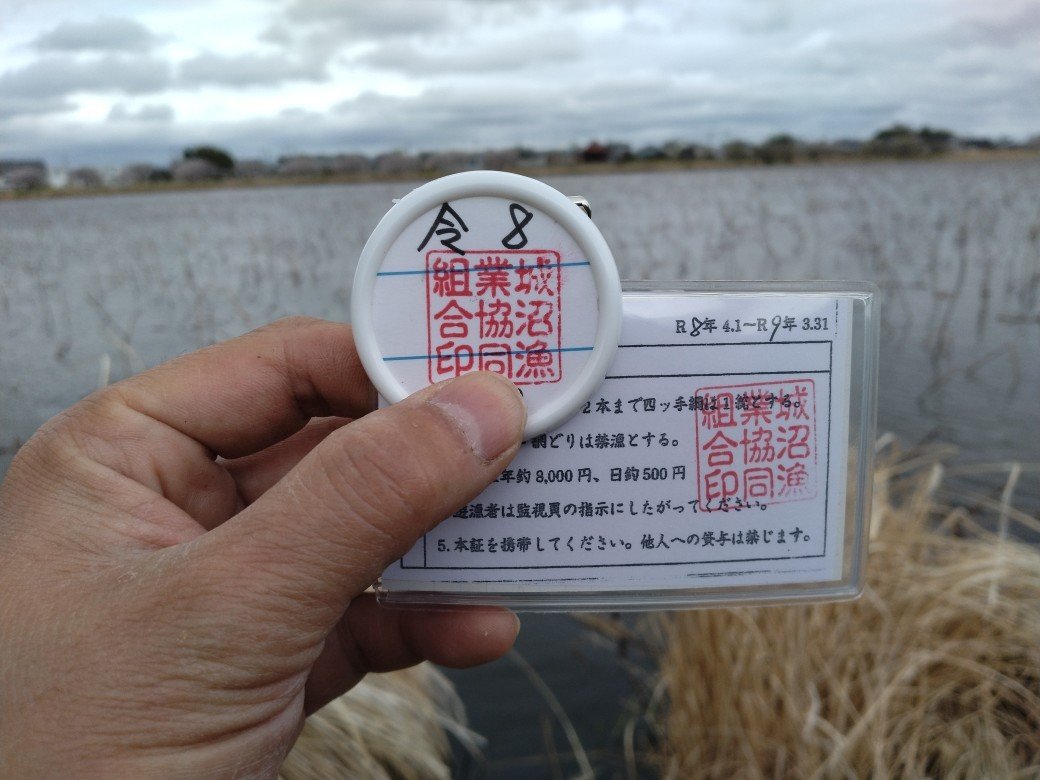 令 8
城沼漁
業協同
組合印
R8年 4.1～R9年 3.31
2本まで四ッ手網は1統とする。
網どりは禁漁とする。
年釣 8,000円、日釣 500円
遊漁者は監視員の指示にしたがってください。
5. 本証を携帯してください。他人への貸与は禁じます。
城沼漁
業協同
組合印